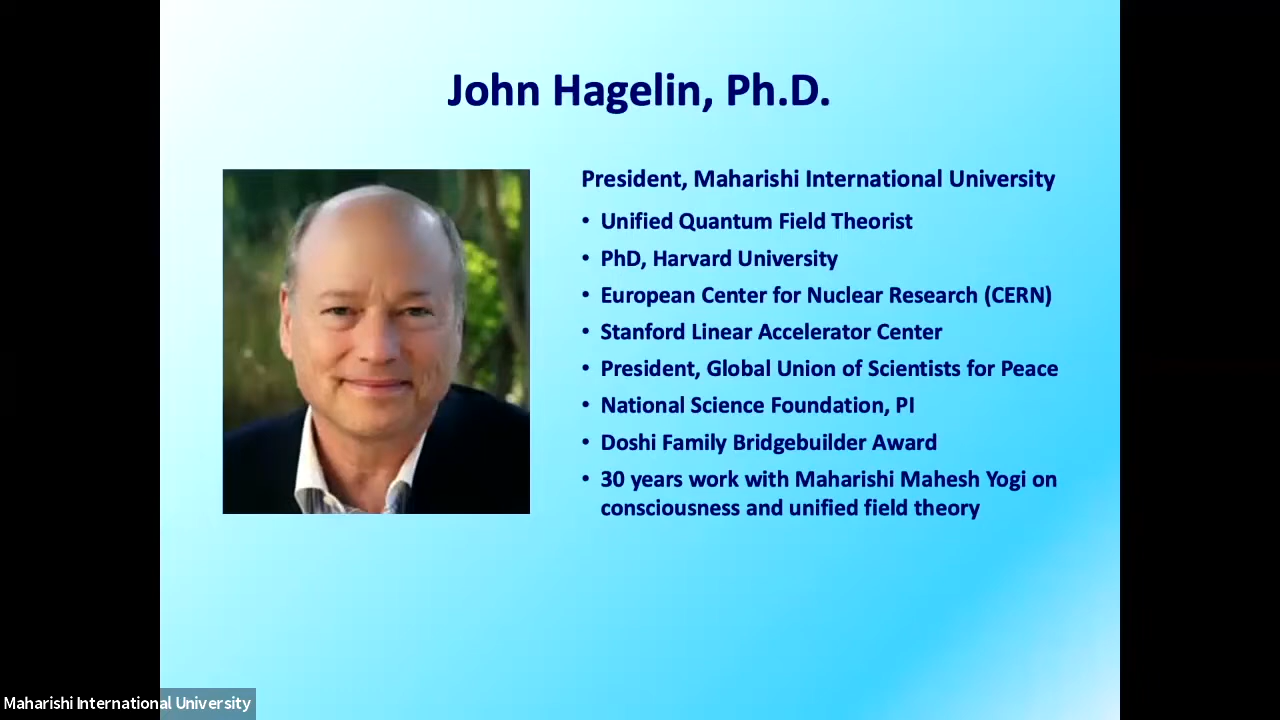 John Hagelin, Ph.D.
President, Maharishi International University
• Unified Quantum Field Theorist
• PhD, Harvard University
• European Center for Nuclear Research (CERN)
• Stanford Linear Accelerator Center
• President, Global Union of Scientists for Peace
• National Science Foundation, PI
• Doshi Family Bridgebuilder Award
• 30 years work with Maharishi Mahesh Yogi on
consciousness and unified field theory
Maharishi International University